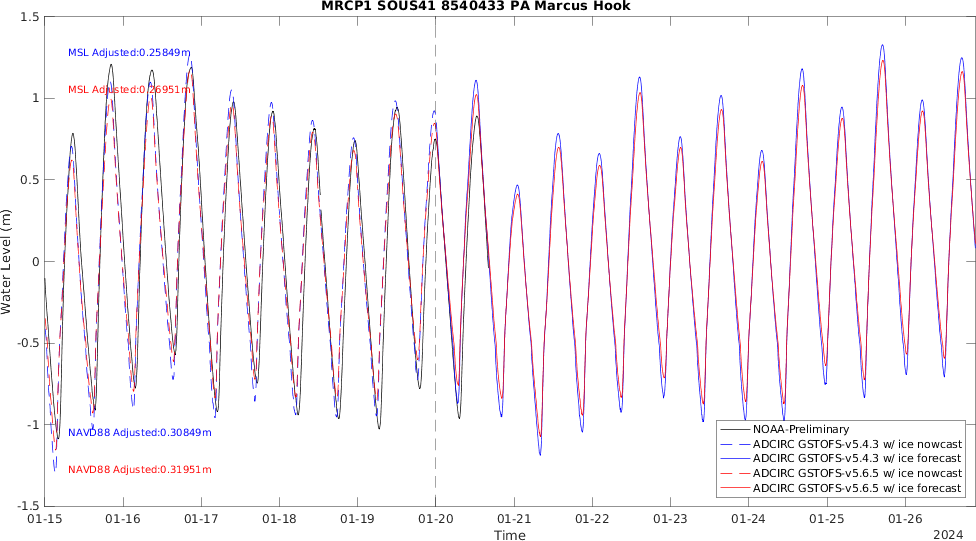 MRCP1 SOUS41 8540433 PA Marcus Hook
1.5
MSL Adjusted:0.25849m
MSL Adjusted:0.26951m
1
0.5
0
Water Level (m)
-0.5
-1
NAVD88 Adjusted:0.30849m
NAVD88 Adjusted:0.31951m
-1.5
NOAA-Preliminary
ADCIRC GSTOFS-v5.4.3 w/ ice nowcast
ADCIRC GSTOFS-v5.4.3 w/ ice forecast
ADCIRC GSTOFS-v5.6.5 w/ ice nowcast
ADCIRC GSTOFS-v5.6.5 w/ ice forecast
01-15 01-16 01-17 01-18 01-19 01-20 01-21 01-22 01-23 01-24 01-25 01-26
Time
2024